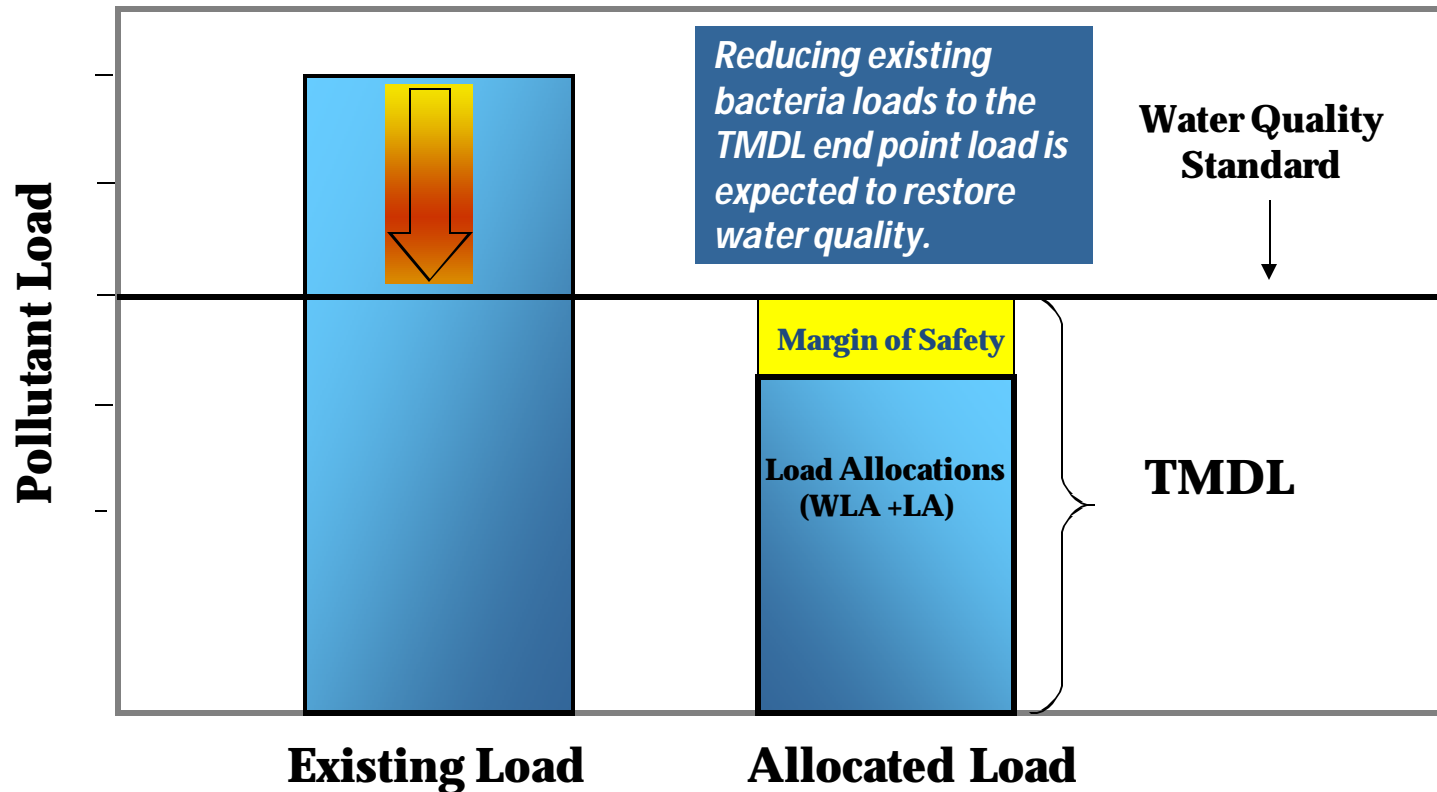 Reducing existing
bacteria loads to the
TMDL end point load is
expected to restore
water quality.
Water Quality
Standard
Pollutant Load
Margin of Safety
Load Allocations
(WLA +LA)
TMDL
Existing Load
Allocated Load